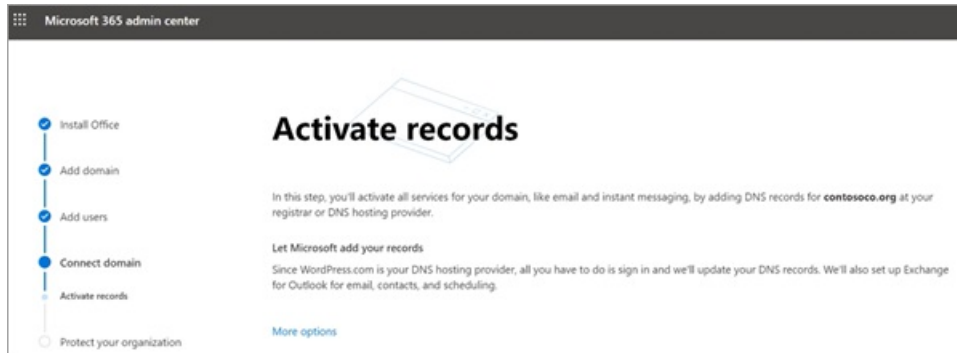 Microsoft 365 admin center
Install Office
Add domain
Add users
Connect domain
Activate records
Protect your organization
Activate records
In this step, you'll activate all services for your domain, like email and instant messaging, by adding DNS records for contosoco.org at your
registrar or DNS hosting provider.
Let Microsoft add your records
Since WordPress.com is your DNS hosting provider, all you have to do is sign in and we'll update your DNS records. We'll also set up Exchange
for Outlook for email, contacts, and scheduling.
More options